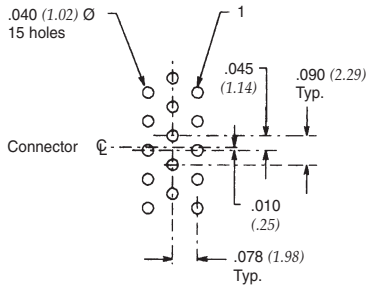 .040 (1.02) Ø
15 holes
1
.045
(1.14)
.090 (2.29)
Typ.
Connector ℄
.010
(.25)
.078 (1.98)
Typ.